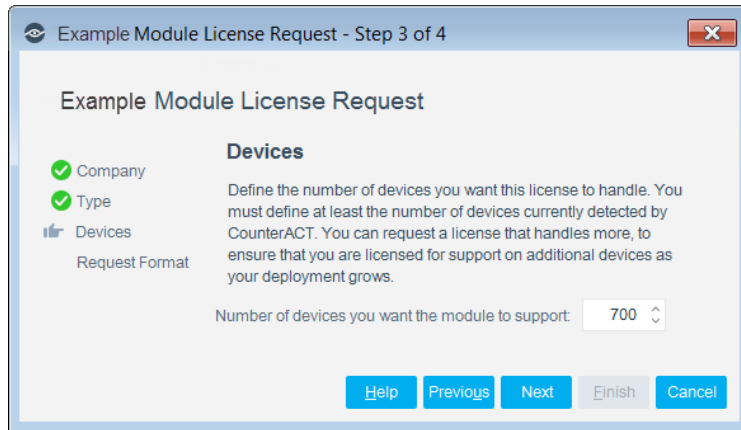 Example Module License Request - Step 3 of 4
Example Module License Request
Company
Type
Devices
Request Format
Devices
Define the number of devices you want this license to handle. You
must define at least the number of devices currently detected by
CounterACT. You can request a license that handles more, to
ensure that you are licensed for support on additional devices as
your deployment grows.
Number of devices you want the module to support: 700
Help Previous Next Finish Cancel